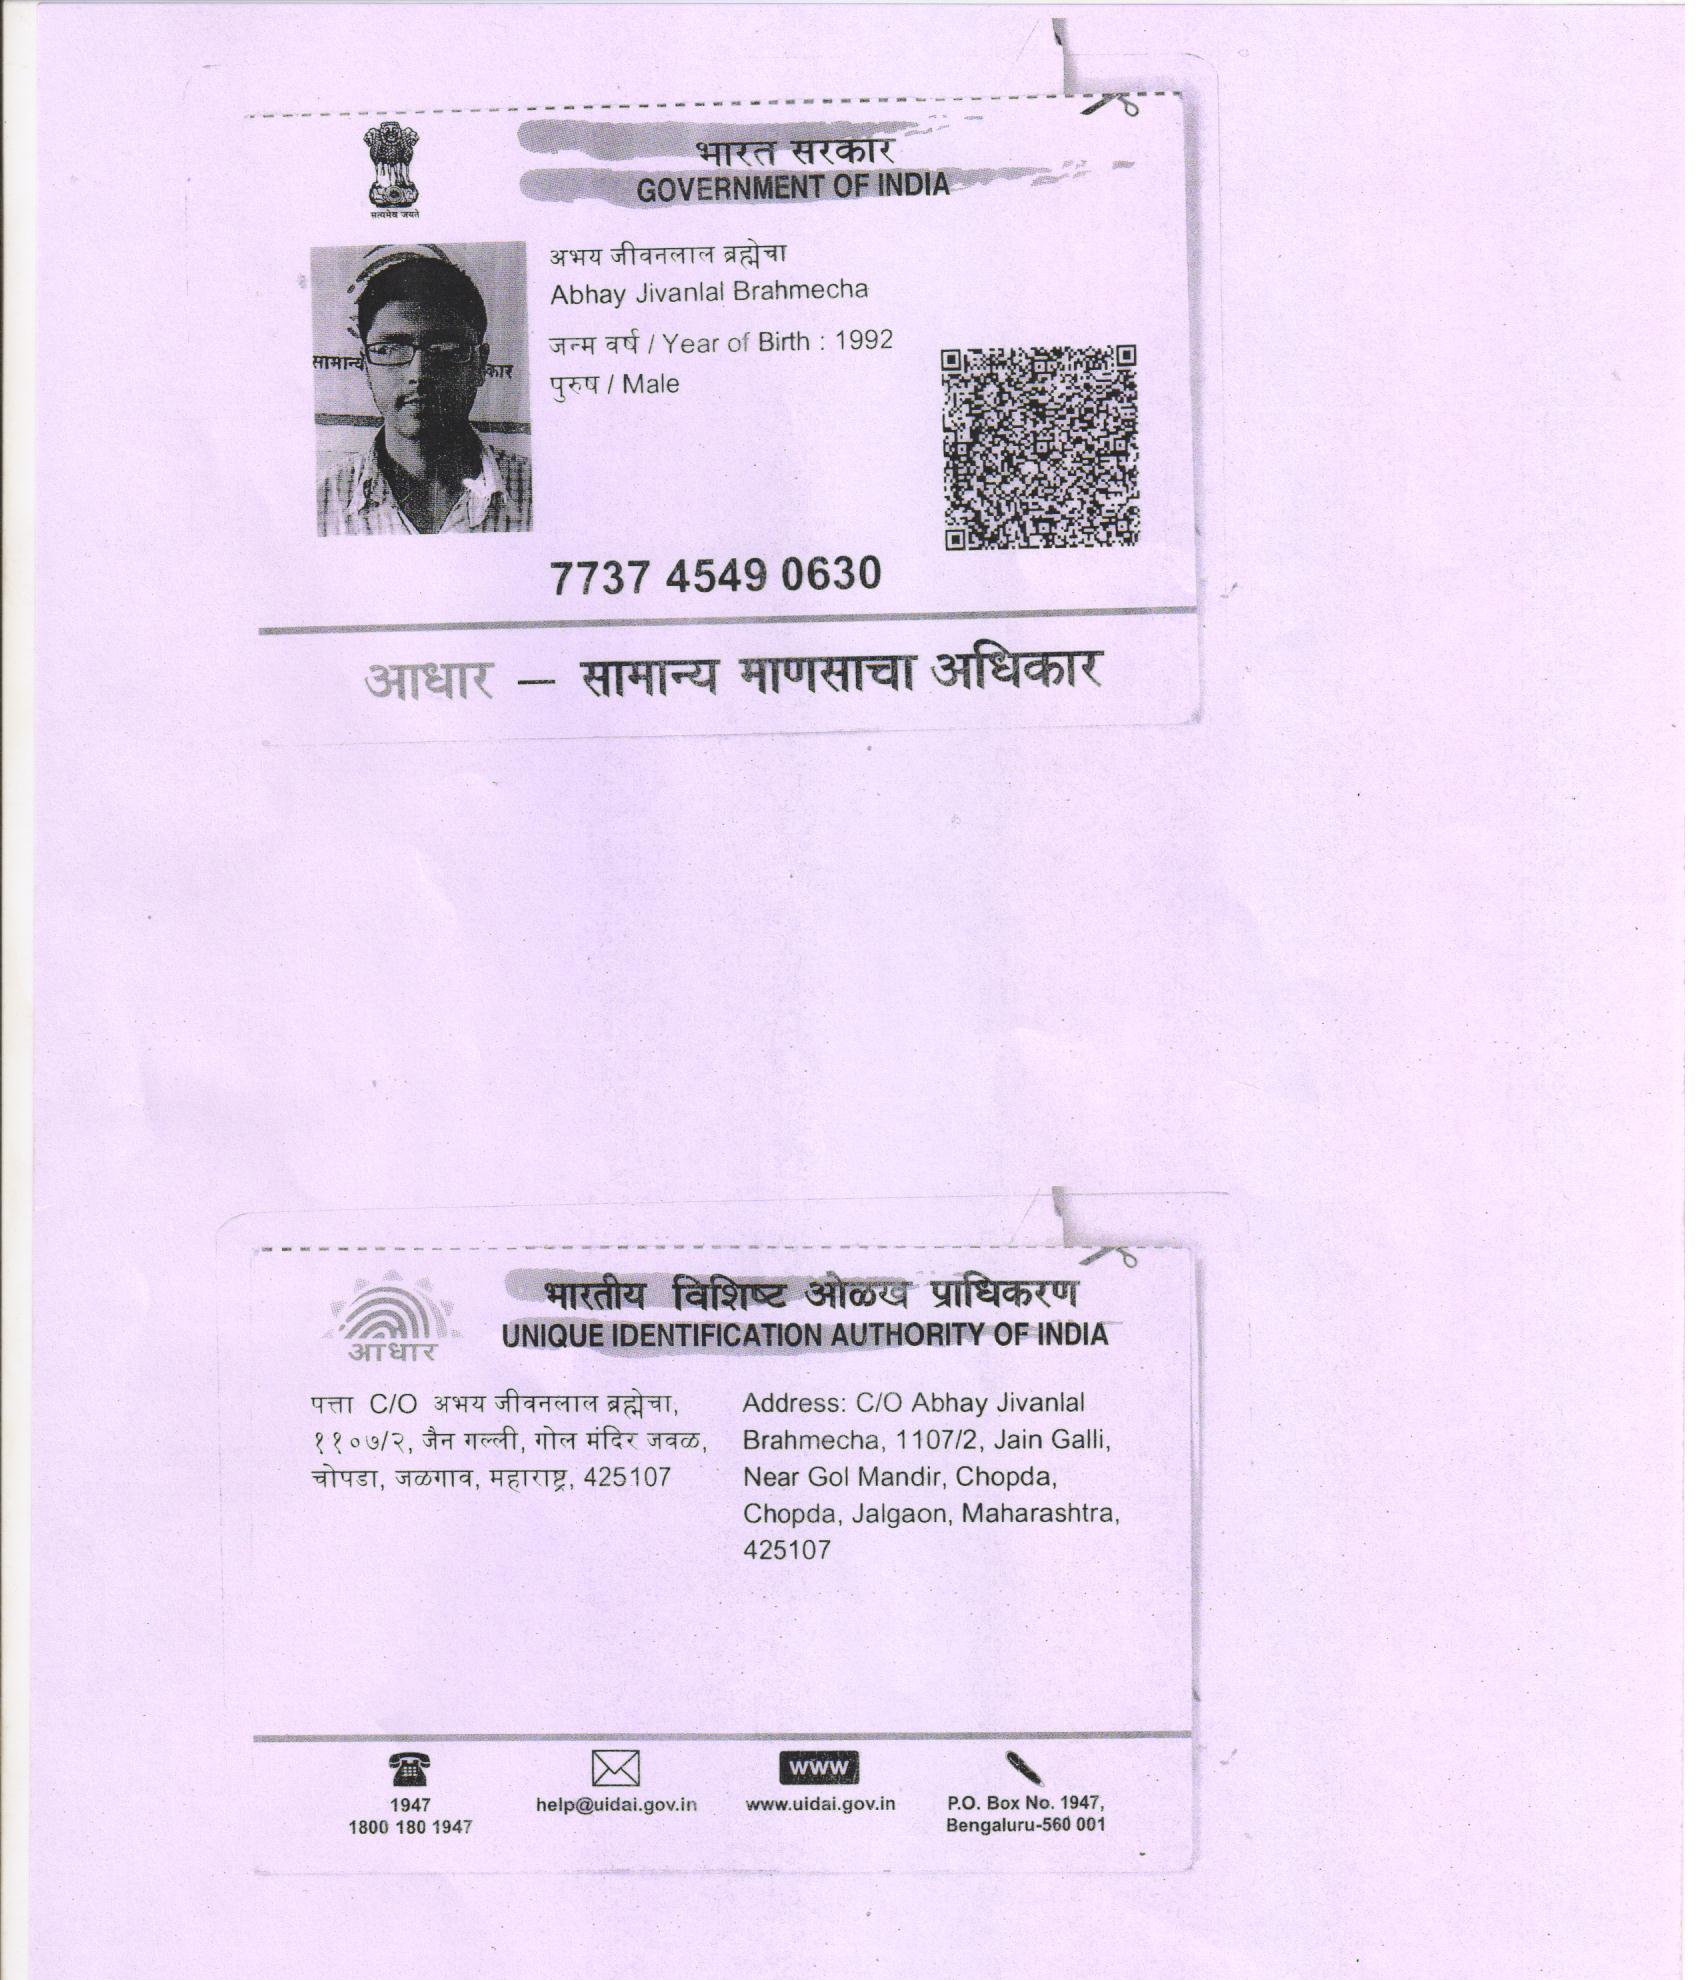 सत्यमेव जयते
भारत सरकार
GOVERNMENT OF INDIA
अभय जीवनलाल ब्रह्मेचा
Abhay Jivanlal Brahmecha
जन्म वर्ष / Year of Birth : 1992
पुरुष / Male
सामान्य
कार
7737 4549 0630
आधार — सामान्य माणसाचा अधिकार
भारतीय विशिष्ट ओळख प्राधिकरण
UNIQUE IDENTIFICATION AUTHORITY OF INDIA
आधार
पत्ता C/O अभय जीवनलाल ब्रह्मेचा,
११०७/२, जैन गल्ली, गोल मंदिर जवळ,
चोपडा, जळगाव, महाराष्ट्र, 425107
Address: C/O Abhay Jivanlal
Brahmecha, 1107/2, Jain Galli,
Near Gol Mandir, Chopda,
Chopda, Jalgaon, Maharashtra,
425107
1947
1800 180 1947
help@uidai.gov.in
www
www.uidai.gov.in
P.O. Box No. 1947,
Bengaluru-560 001